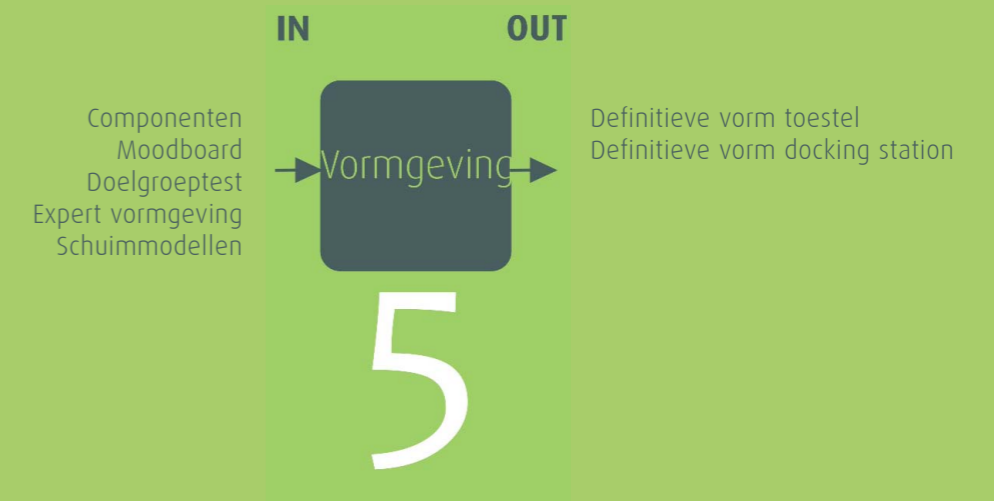 IN
OUT
Componenten
Moodboard
Doelgroeptest
Expert vormgeving
Schuimmodellen
Vormgeving
Definitieve vorm toestel
Definitieve vorm docking station
5